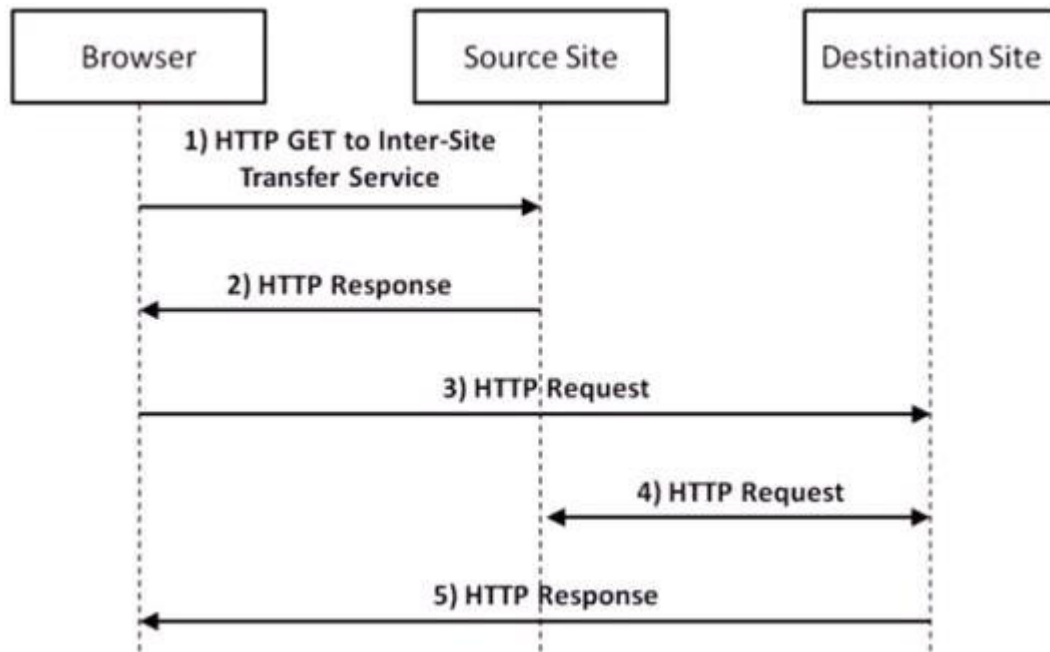 Browser
Source Site
Destination Site
1) HTTP GET to Inter-Site
Transfer Service
2) HTTP Response
3) HTTP Request
4) HTTP Request
5) HTTP Response